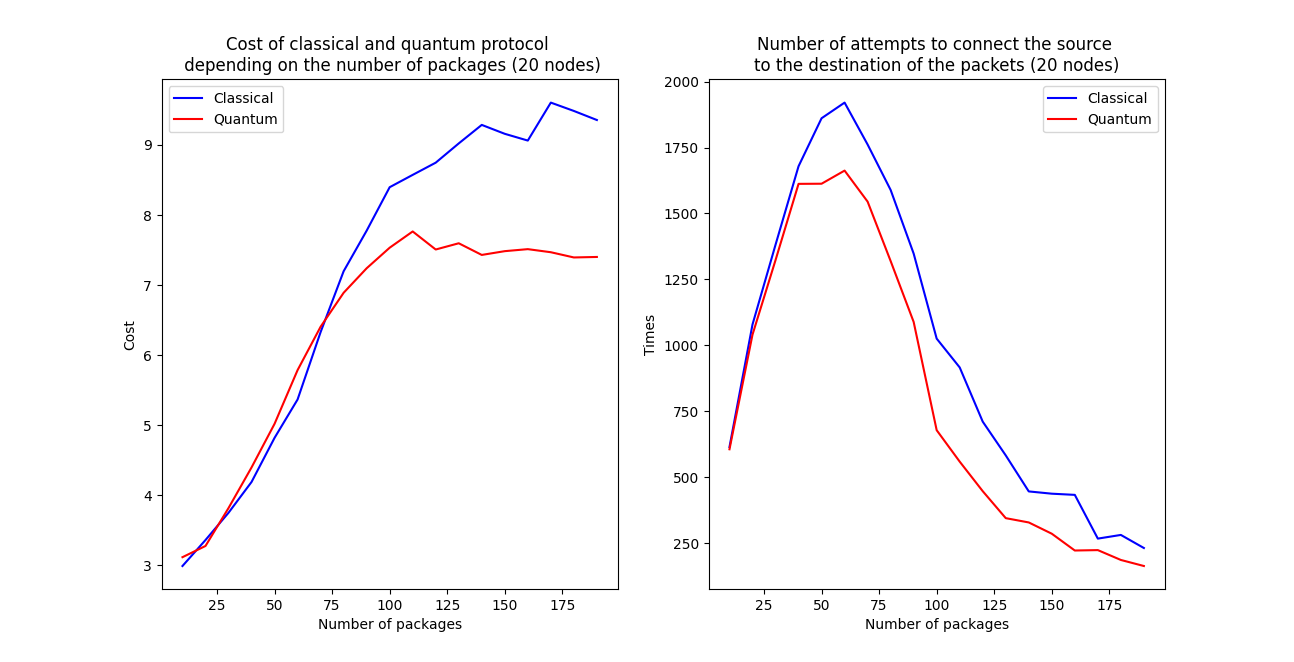 Cost of classical and quantum protocol
depending on the number of packages (20 nodes)
Classical
Quantum
9
8
7
6
5
4
3
Cost
25 50 75 100 125 150 175
Number of packages
Number of attempts to connect the source
to the destination of the packets (20 nodes)
Classical
Quantum
2000
1750
1500
1250
1000
750
500
250
Times
25 50 75 100 125 150 175
Number of packages